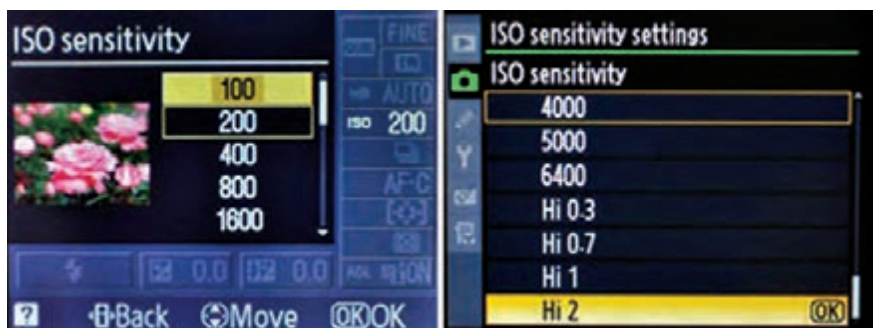 ISO sensitivity
100
200
400
800
1600
FINE
AUTO
ISO 200
AF-C
0.0 0.0
ON
? Back Move OK OK
ISO sensitivity settings
ISO sensitivity
4000
5000
6400
Hi 0.3
Hi 0.7
Hi 1
Hi 2 OK